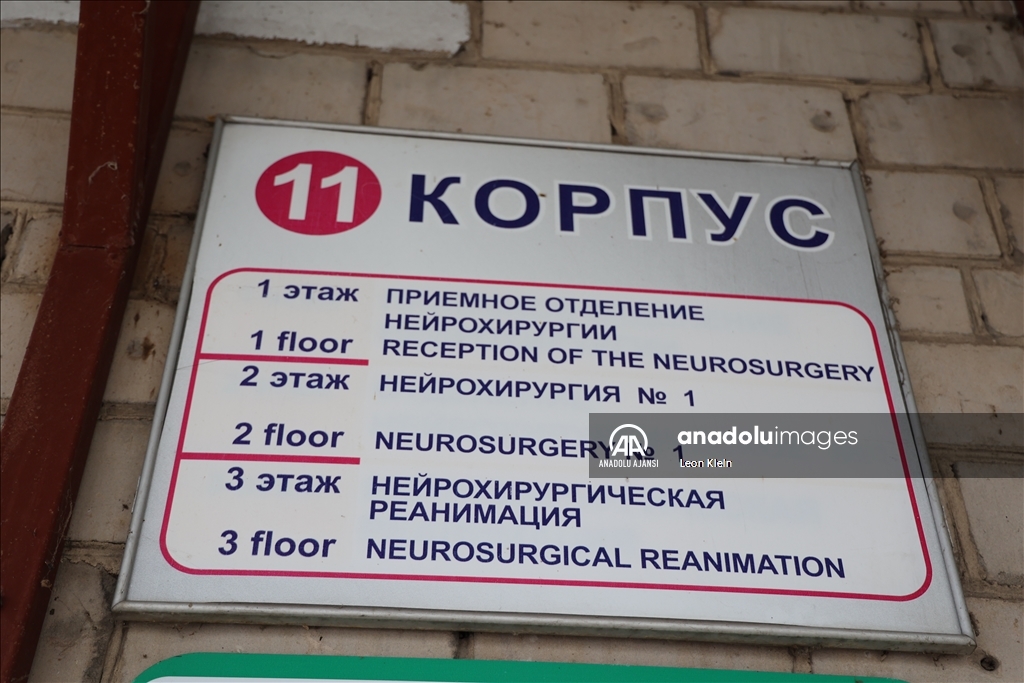 11 КОРПУС
1 этаж ПРИЕМНОЕ ОТДЕЛЕНИЕ
НЕЙРОХИРУРГИИ
1 floor RECEPTION OF THE NEUROSURGERY
2 этаж НЕЙРОХИРУРГИЯ № 1
2 floor NEUROSURGERY № 1
3 этаж НЕЙРОХИРУРГИЧЕСКАЯ
РЕАНИМАЦИЯ
3 floor NEUROSURGICAL REANIMATION
AA anadoluimages
ANADOLU AJANSI Leon Klein